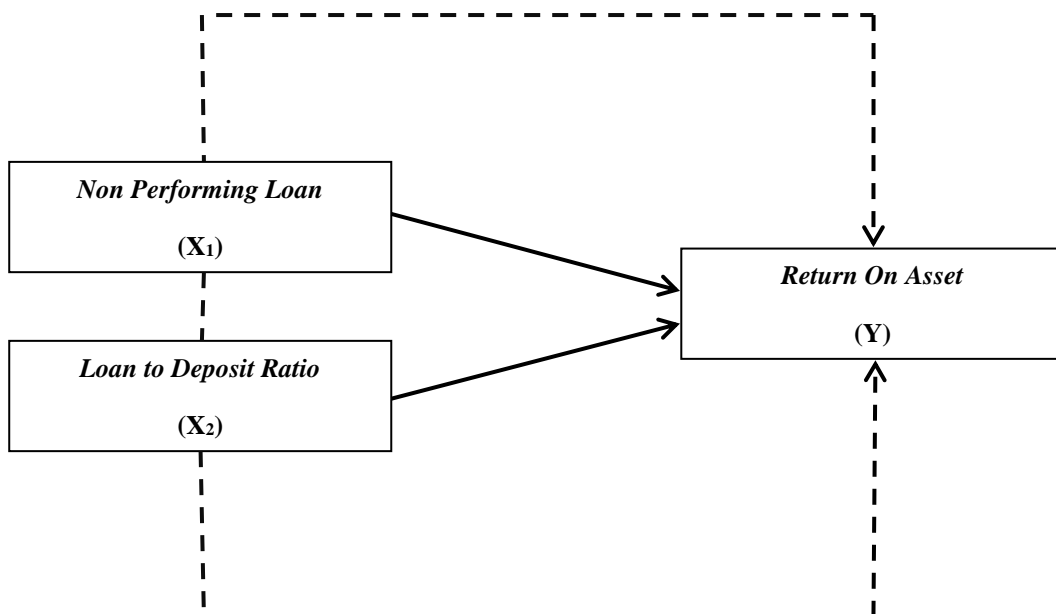 Non Performing Loan
(X1)
Return On Asset
(Y)
Loan to Deposit Ratio
(X2)